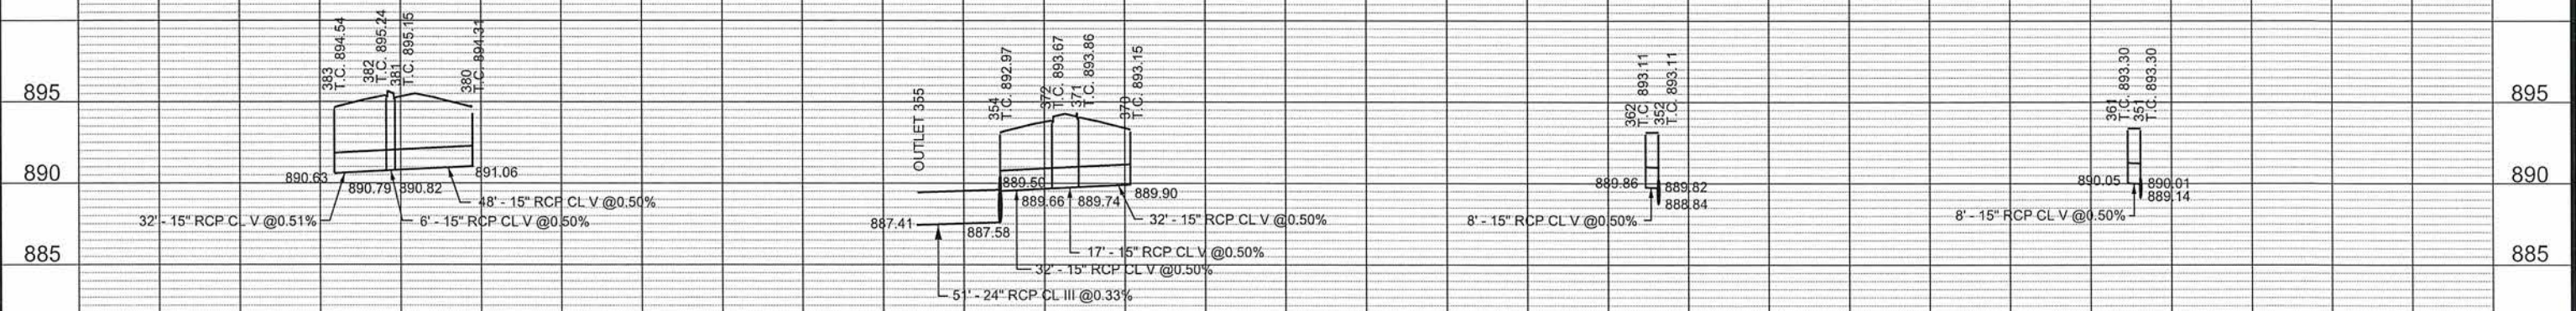 895
890
885
383
T.C. 894.54
382
T.C. 895.24
381
T.C. 895.15
380
T.C. 894.31
890.63
890.79
890.82
891.06
32' - 15" RCP CL V @0.51%
6' - 15" RCP CL V @0.50%
48' - 15" RCP CL V @0.50%
OUTLET 355
354
T.C. 892.97
372
T.C. 893.67
371
T.C. 893.86
370
T.C. 893.15
889.50
889.66
889.74
889.90
887.41
887.58
32' - 15" RCP CL V @0.50%
17' - 15" RCP CL V @0.50%
32' - 15" RCP CL V @0.50%
51' - 24" RCP CL III @0.33%
362
T.C. 893.11
352
T.C. 893.11
889.86
889.82
888.84
8' - 15" RCP CL V @0.50%
361
T.C. 893.30
351
T.C. 893.30
890.05
890.01
889.14
8' - 15" RCP CL V @0.50%
895
890
885